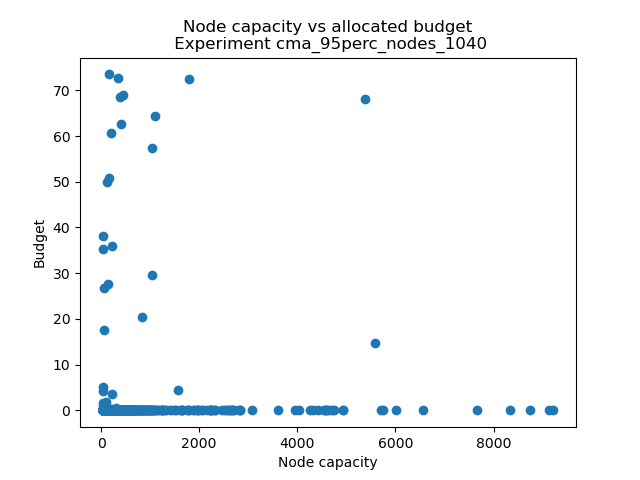 Node capacity vs allocated budget
Experiment cma_95perc_nodes_1040
70
60
50
40
30
20
10
0
Budget
0 2000 4000 6000 8000
Node capacity